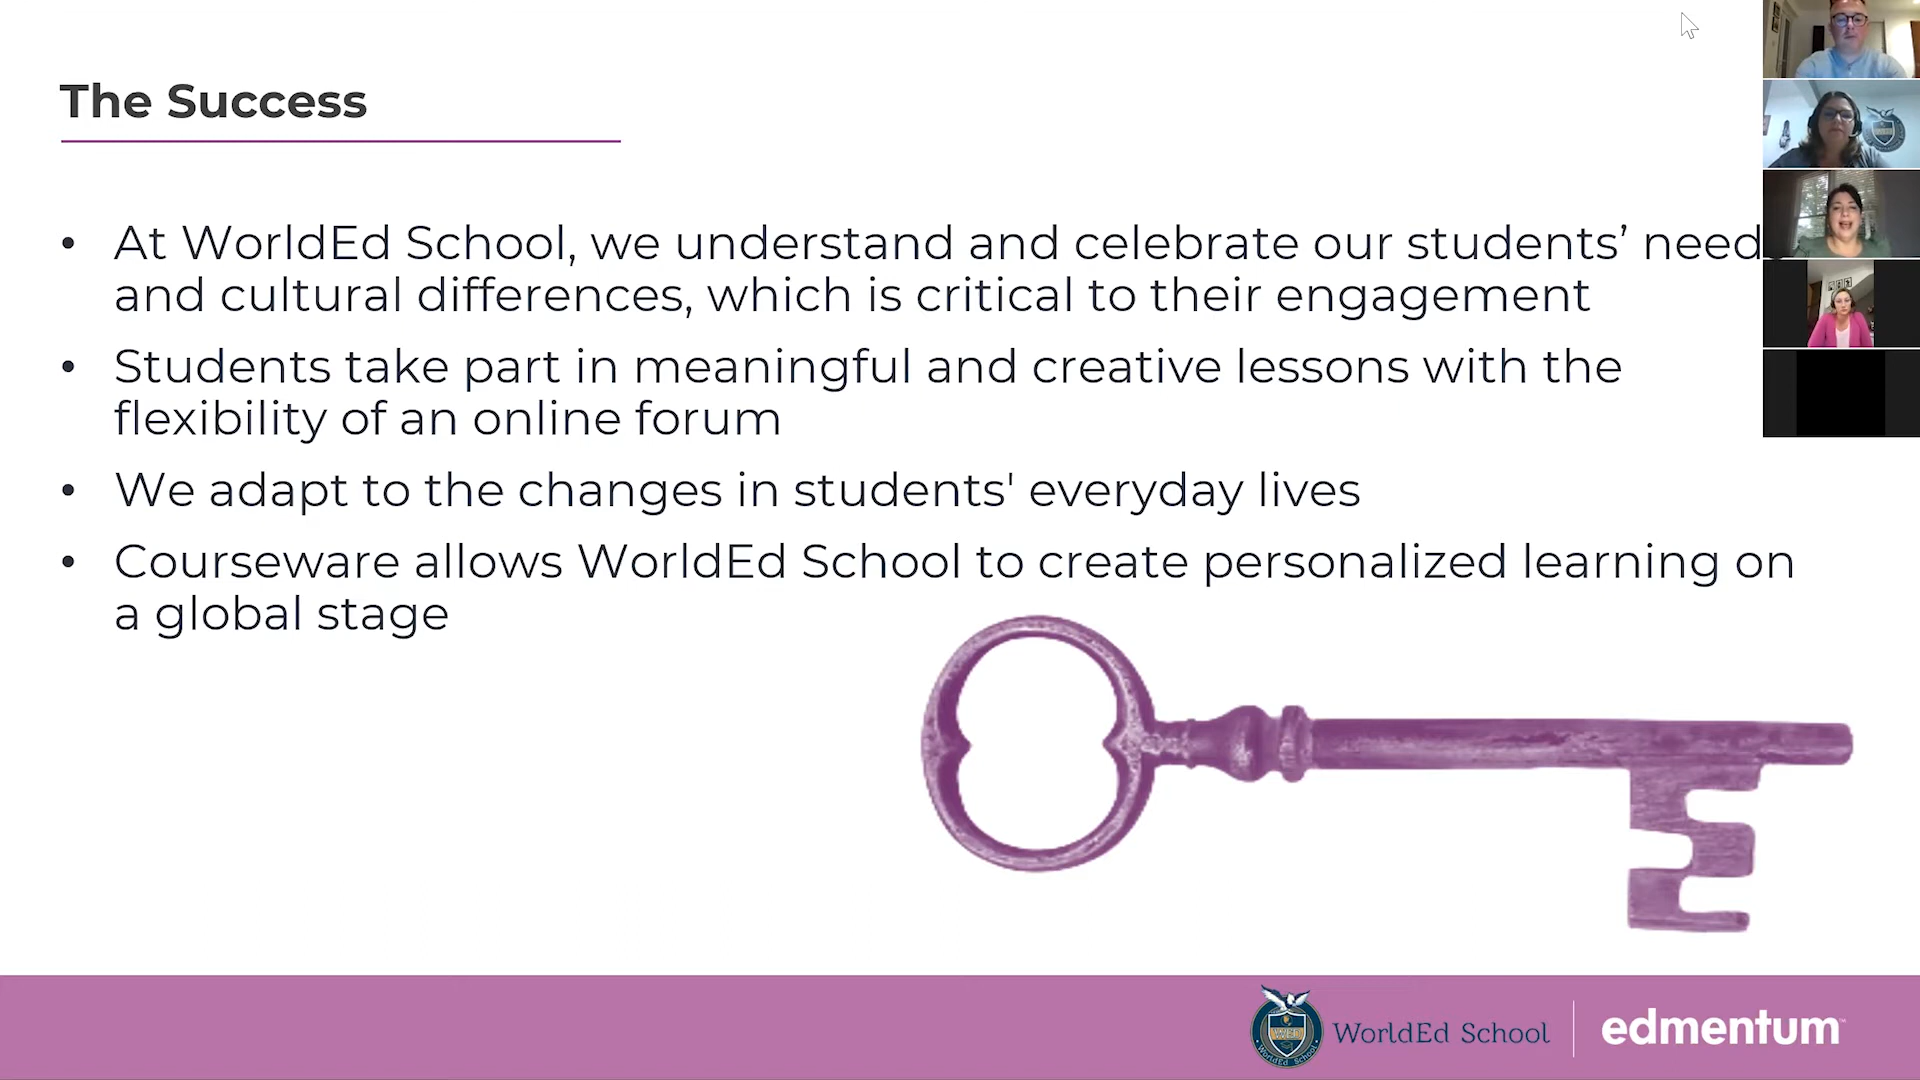 The Success
• At WorldEd School, we understand and celebrate our students’ need
and cultural differences, which is critical to their engagement
• Students take part in meaningful and creative lessons with the
flexibility of an online forum
• We adapt to the changes in students' everyday lives
• Courseware allows WorldEd School to create personalized learning on
a global stage
WorldEd School
edmentum™